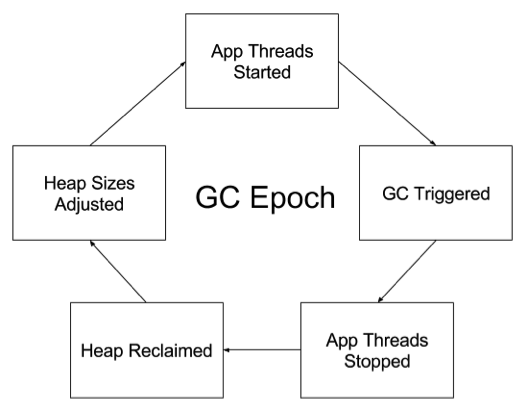 App Threads
Started
GC Epoch
Heap Sizes
Adjusted
GC Triggered
Heap Reclaimed
App Threads
Stopped